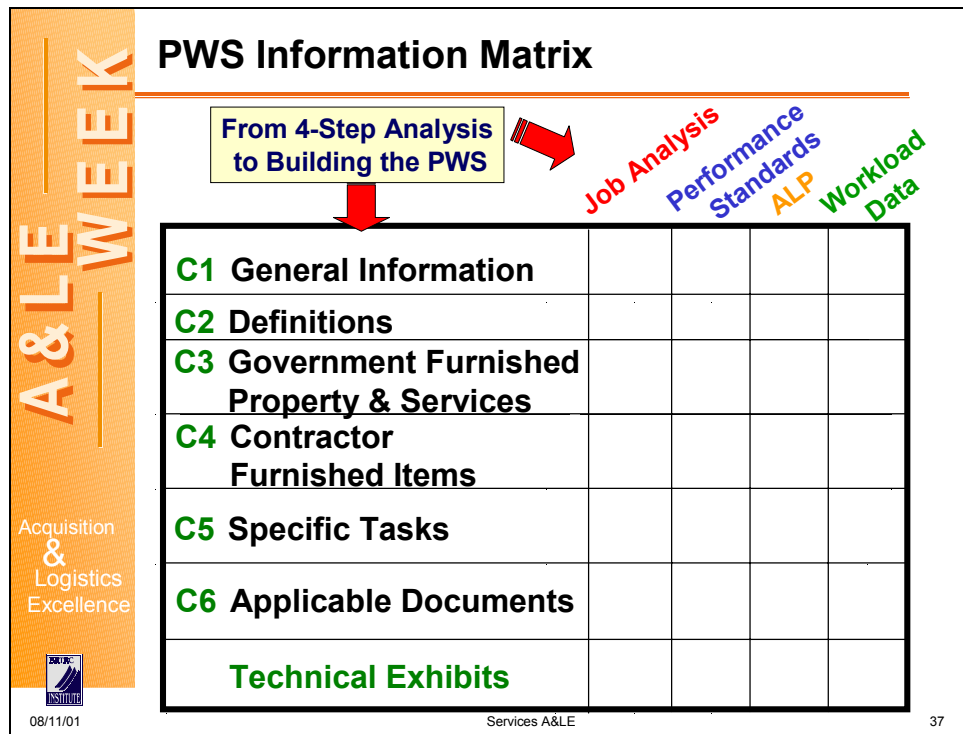 PWS Information Matrix
From 4-Step Analysis
to Building the PWS
Job Analysis
Performance
Standards
ALP
Workload
Data
C1 General Information
C2 Definitions
C3 Government Furnished
Property & Services
C4 Contractor
Furnished Items
C5 Specific Tasks
C6 Applicable Documents
Technical Exhibits
A&LE
WEEK
Acquisition
&
Logistics
Excellence
INSTITUTE
08/11/01
Services A&LE
37